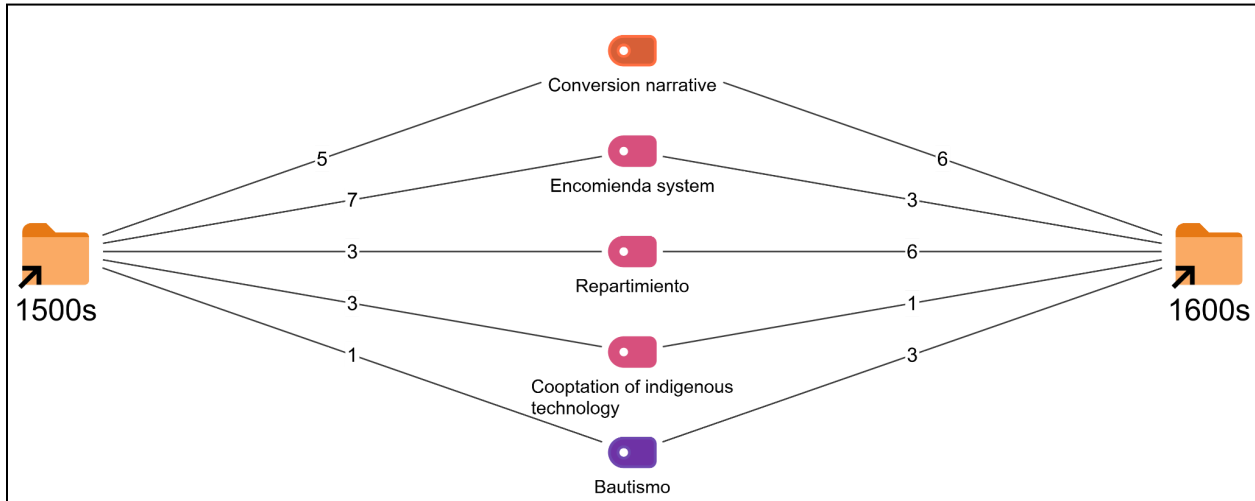 Conversion narrative
5
6
Encomienda system
7
3
3
6
Repartimiento
1500s
1600s
3
1
Cooptation of indigenous
technology
1
3
Bautismo